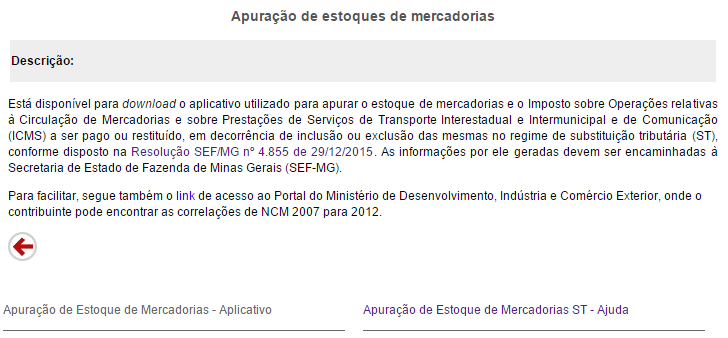 Apuração de estoques de mercadorias
Descrição:
Está disponível para download o aplicativo utilizado para apurar o estoque de mercadorias e o Imposto sobre Operações relativas
à Circulação de Mercadorias e sobre Prestações de Serviços de Transporte Interestadual e Intermunicipal e de Comunicação
(ICMS) a ser pago ou restituído, em decorrência de inclusão ou exclusão das mesmas no regime de substituição tributária (ST),
conforme disposto na Resolução SEF/MG nº 4.855 de 29/12/2015. As informações por ele geradas devem ser encaminhadas à
Secretaria de Estado de Fazenda de Minas Gerais (SEF-MG).
Para facilitar, segue também o link de acesso ao Portal do Ministério de Desenvolvimento, Indústria e Comércio Exterior, onde o
contribuinte pode encontrar as correlações de NCM 2007 para 2012.
Apuração de Estoque de Mercadorias - Aplicativo
Apuração de Estoque de Mercadorias ST - Ajuda